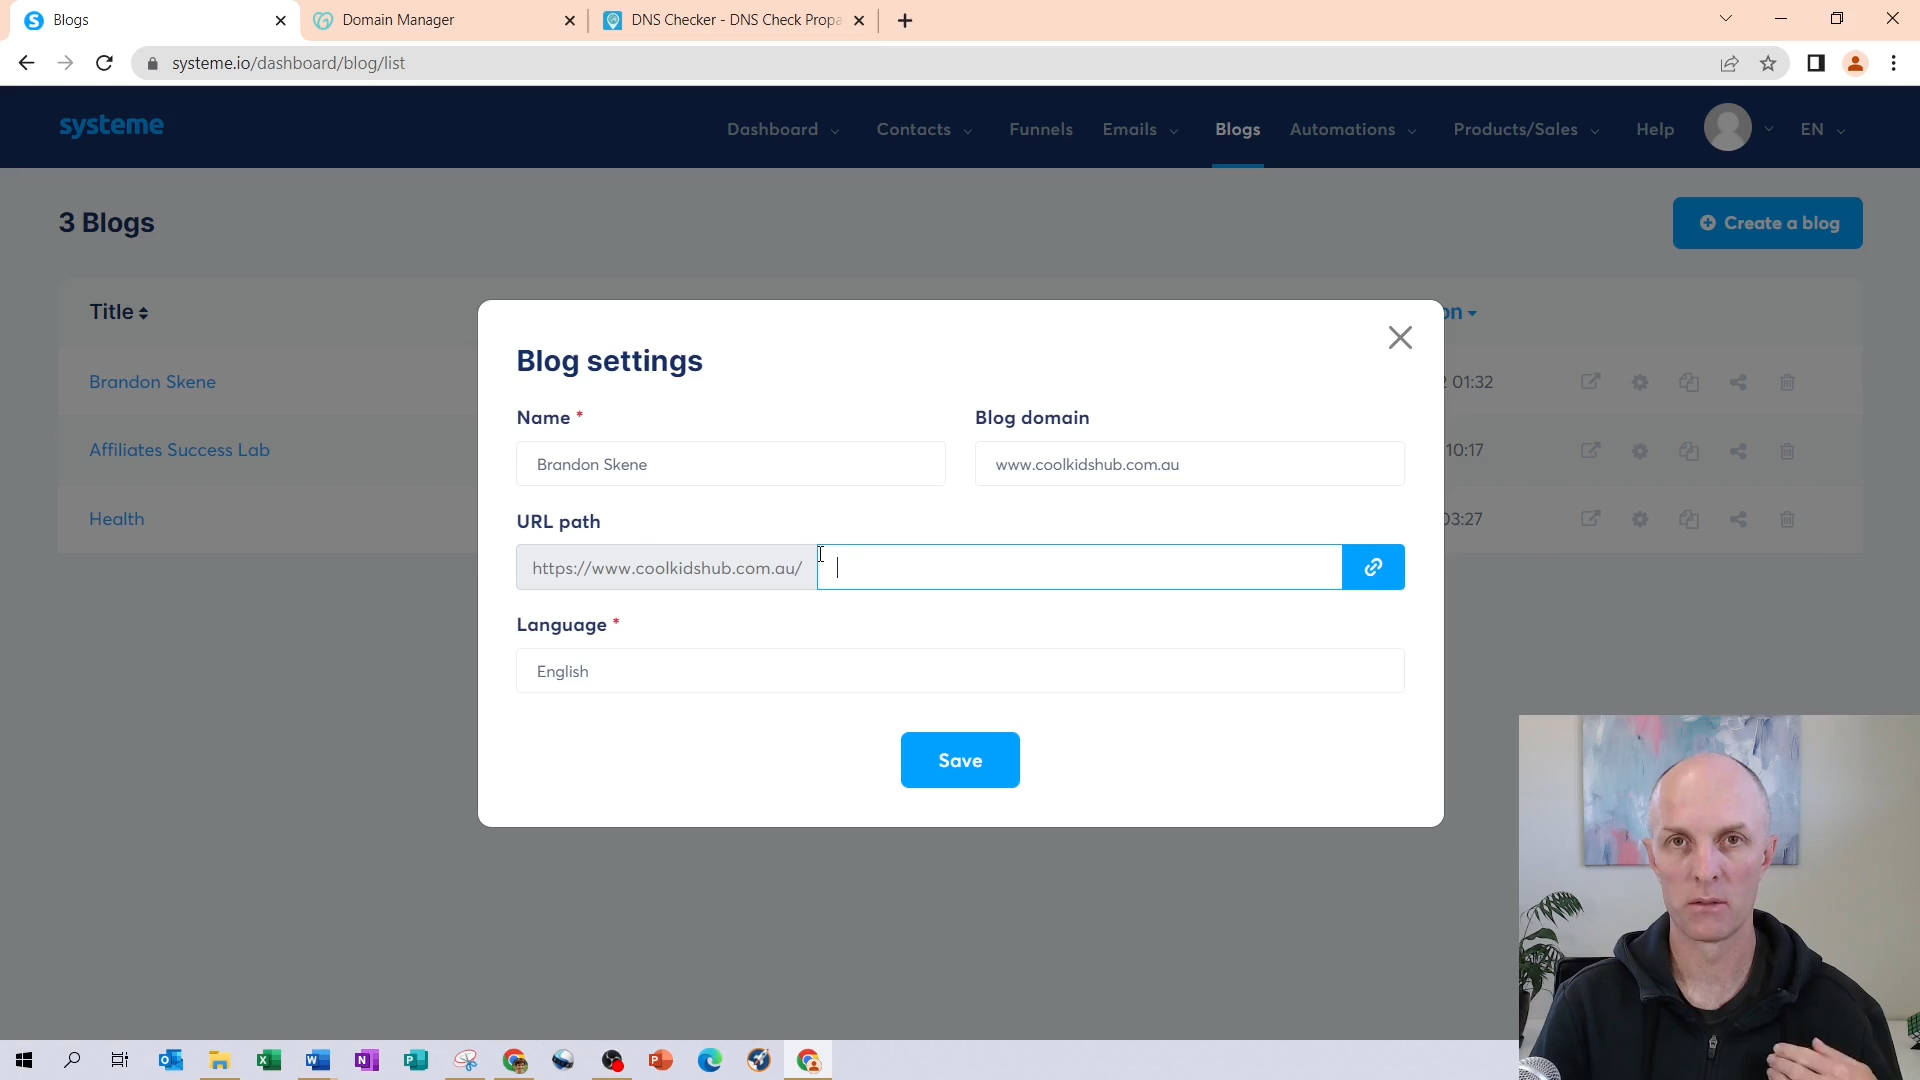 Blogs
Domain Manager
DNS Checker - DNS Check Propa
systeme.io/dashboard/blog/list
systeme
Dashboard
Contacts
Funnels
Emails
Blogs
Automations
Products/Sales
Help
EN
3 Blogs
Create a blog
Title
on
Brandon Skene
2 01:32
Affiliates Success Lab
10:17
Health
03:27
Blog settings
Name *
Blog domain
Brandon Skene
www.coolkidshub.com.au
URL path
https://www.coolkidshub.com.au/
Language *
English
Save